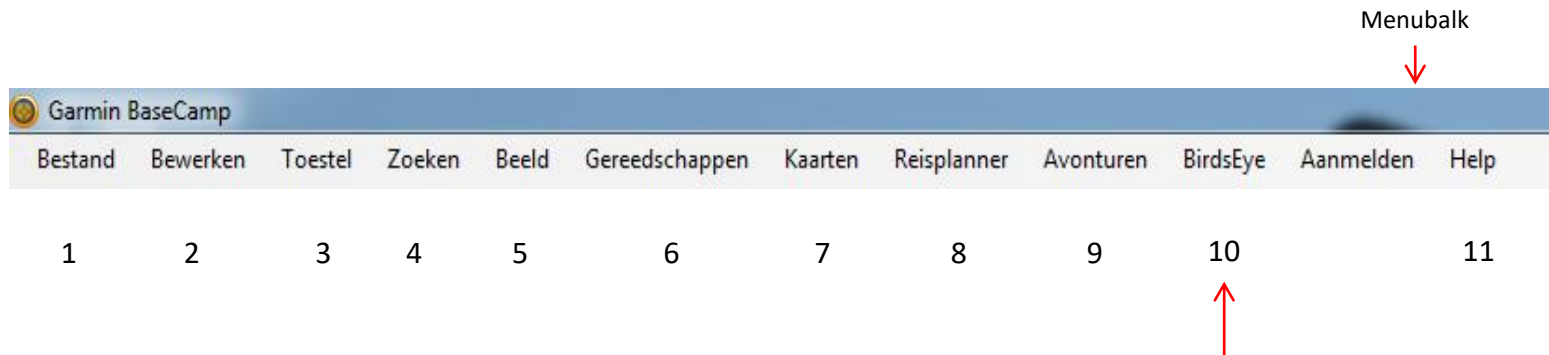 Menubalk
Garmin BaseCamp
Bestand Bewerken Toestel Zoeken Beeld Gereedschappen Kaarten Reisplanner Avonturen BirdsEye Aanmelden Help
1 2 3 4 5 6 7 8 9 10 11